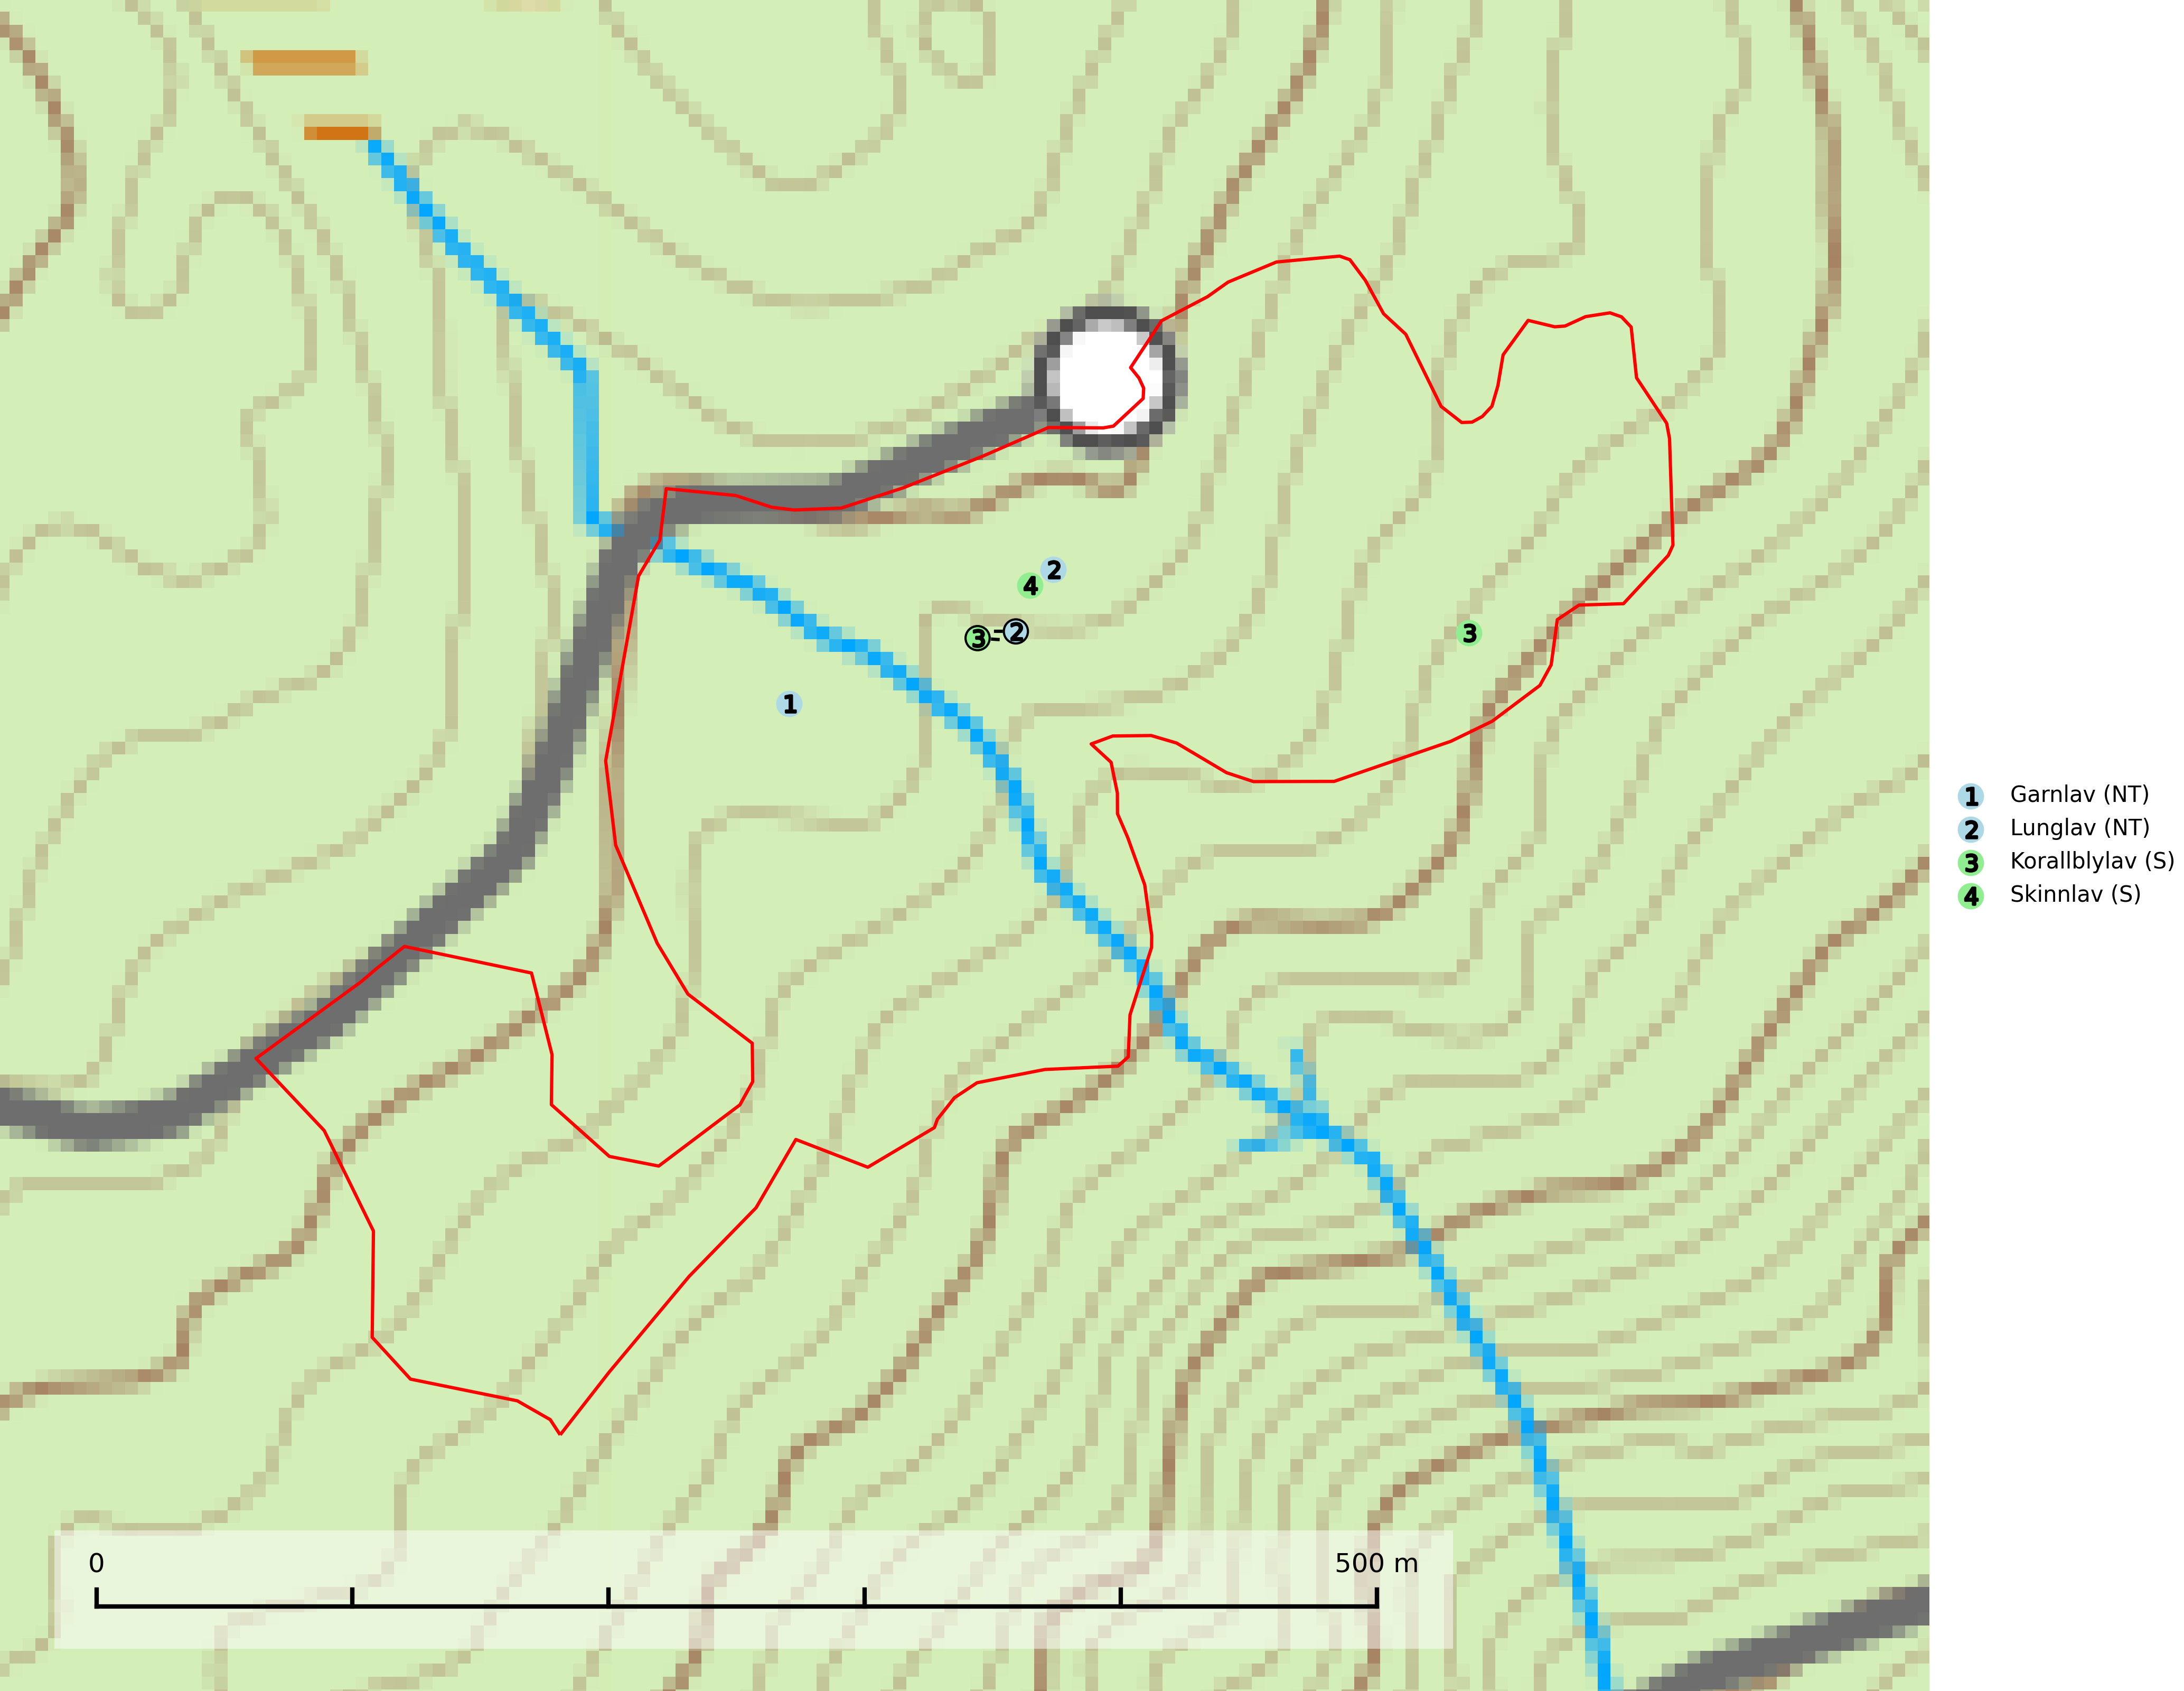 2
4
3
2
3
1
1 Garnlav (NT)
2 Lunglav (NT)
3 Korallblylav (S)
4 Skinnlav (S)
0 500 m